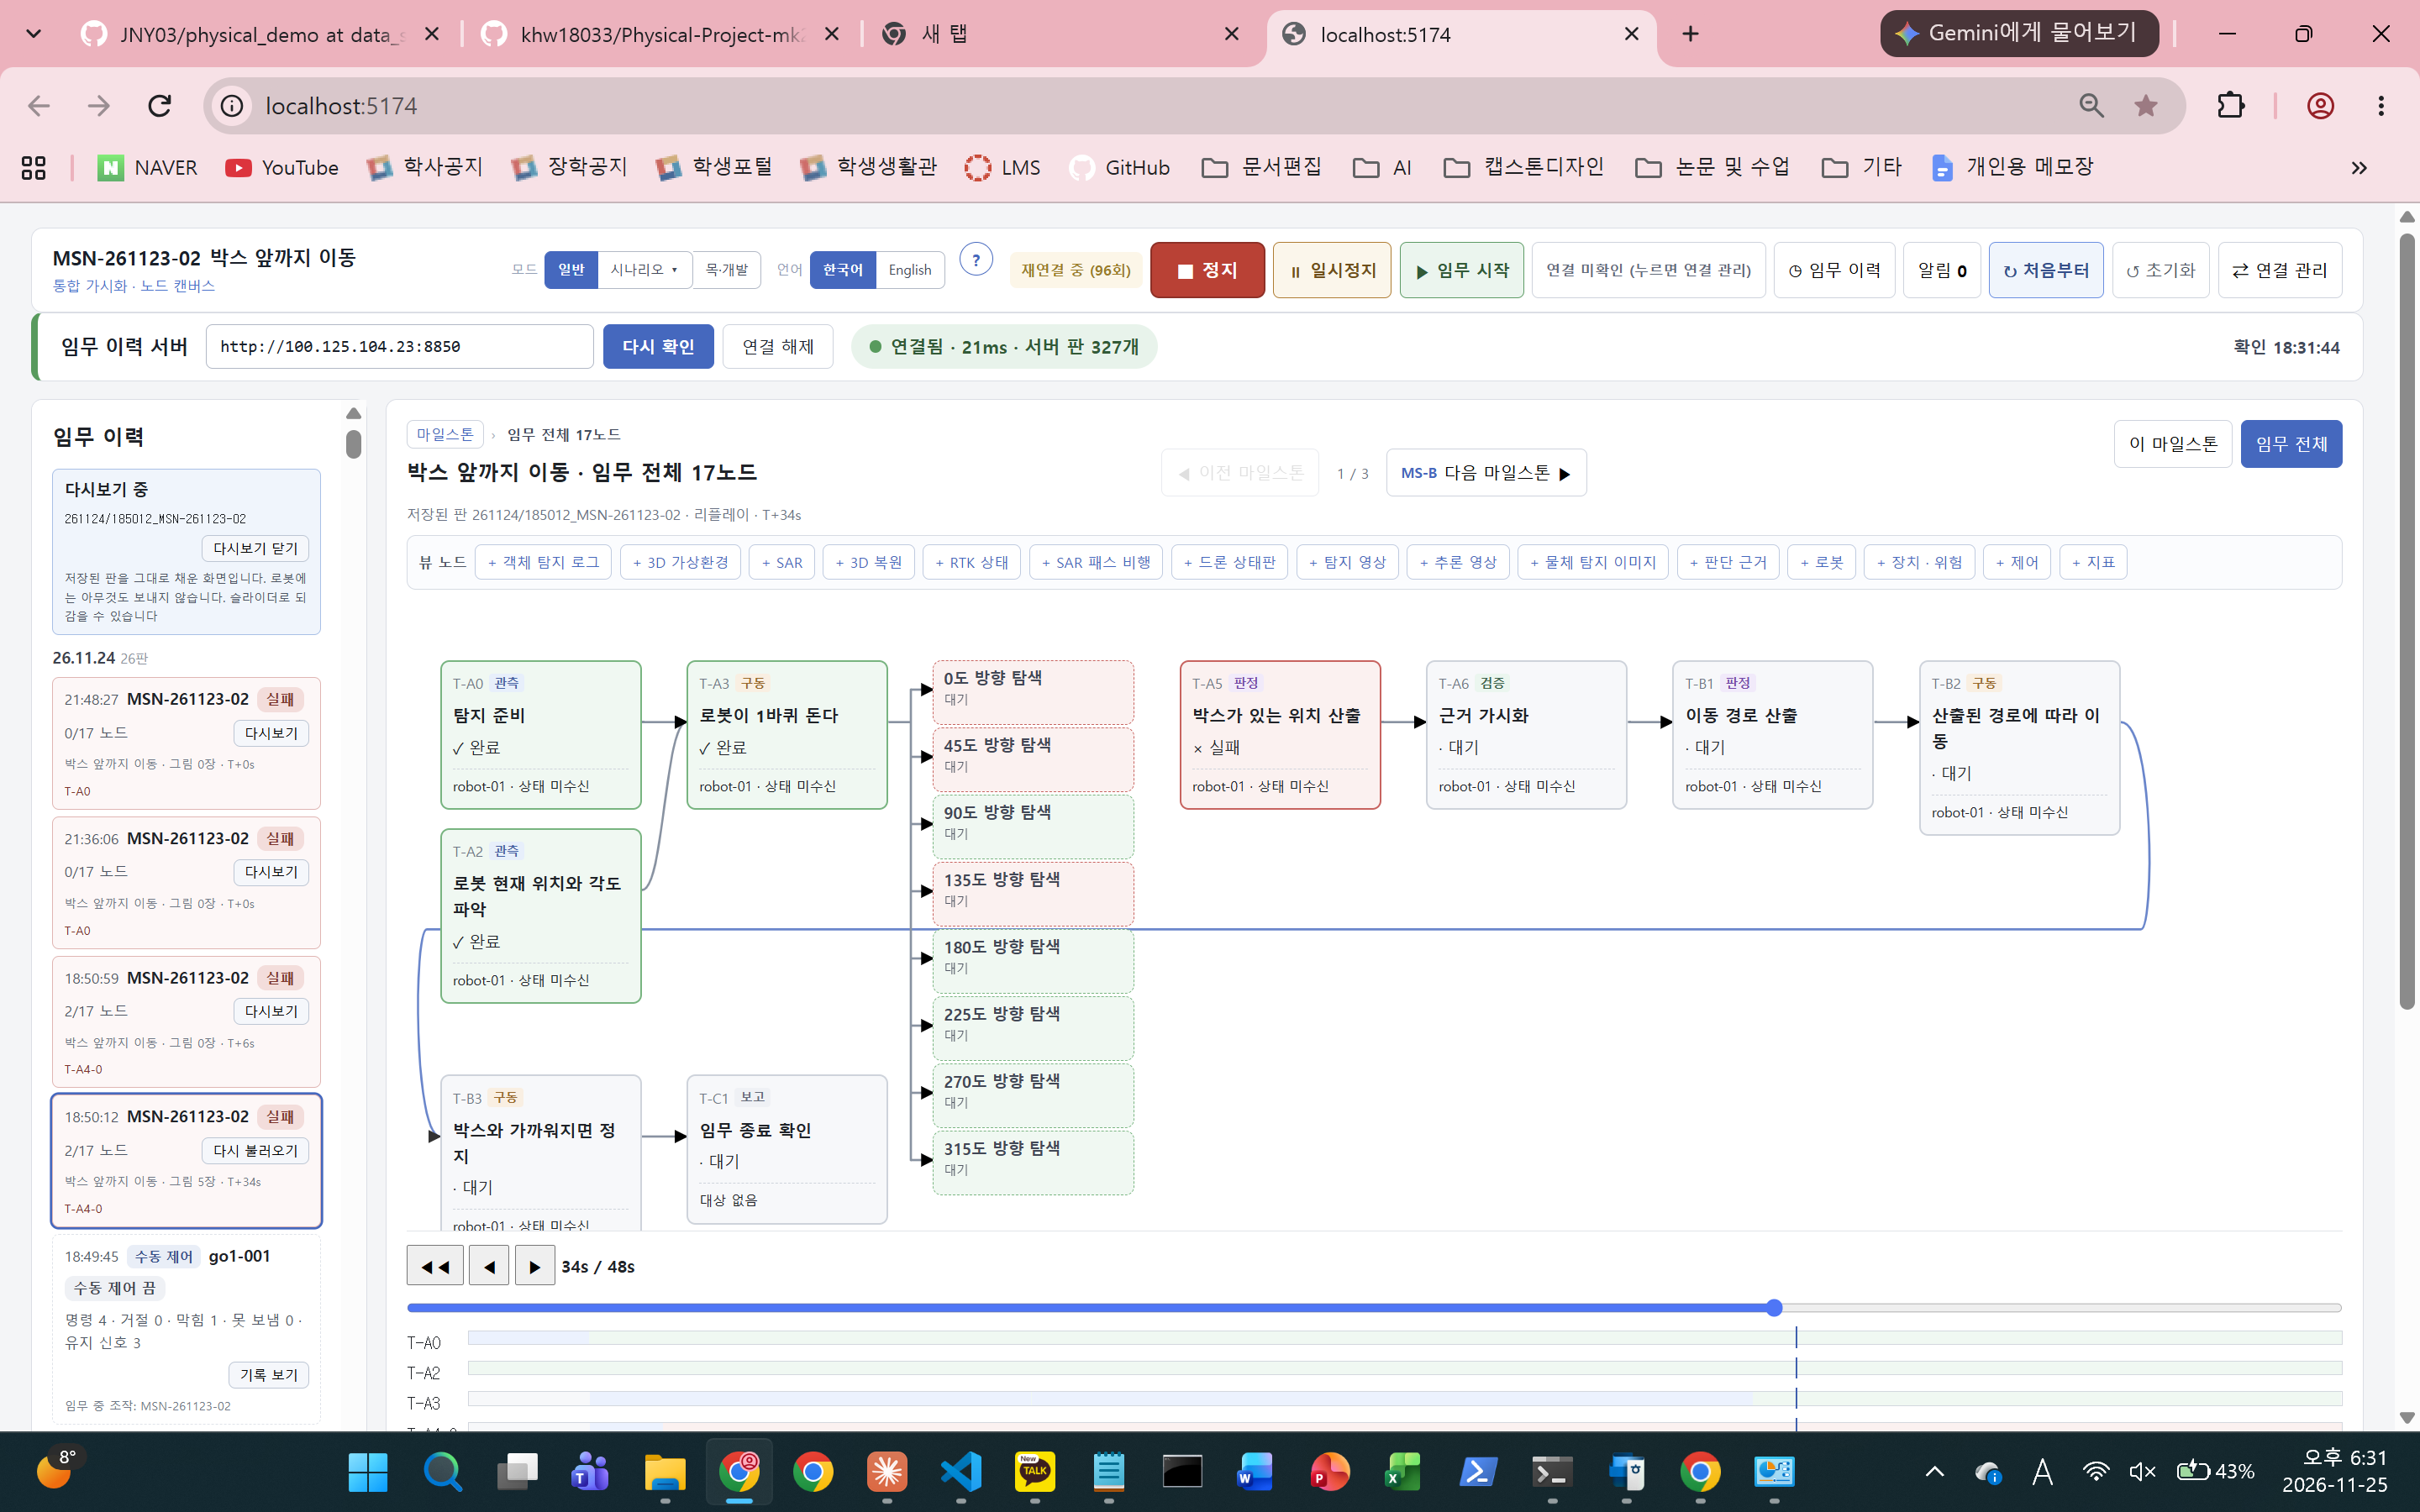 JNY03/physical_demo at data_s
khw18033/Physical-Project-mk2
새 탭
localhost:5174
Gemini에게 물어보기
localhost:5174
NAVER
YouTube
학사공지
장학공지
학생포털
학생생활관
LMS
GitHub
문서편집
AI
캡스톤디자인
논문 및 수업
기타
개인용 메모장
MSN-261123-02 박스 앞까지 이동
통합 가시화 · 노드 캔버스
모드 일반 시나리오 ▾ 목·개발
언어 한국어 English
?
재연결 중 (96회)
■ 정지
⏸ 일시정지
▶ 임무 시작
연결 미확인 (누르면 연결 관리)
◷ 임무 이력
알림 0
↻ 처음부터
↺ 초기화
⇄ 연결 관리
임무 이력 서버
http://100.125.104.23:8850
다시 확인
연결 해제
● 연결됨 · 21ms · 서버 판 327개
확인 18:31:44
임무 이력
다시보기 중
261124/185012_MSN-261123-02
다시보기 닫기
저장된 판을 그대로 채운 화면입니다. 로봇에
는 아무것도 보내지 않습니다. 슬라이더로 되
감을 수 있습니다
26.11.24 26판
21:48:27 MSN-261123-02 실패
0/17 노드 다시보기
박스 앞까지 이동 · 그림 0장 · T+0s
T-A0
21:36:06 MSN-261123-02 실패
0/17 노드 다시보기
박스 앞까지 이동 · 그림 0장 · T+0s
T-A0
18:50:59 MSN-261123-02 실패
2/17 노드 다시보기
박스 앞까지 이동 · 그림 0장 · T+6s
T-A4-0
18:50:12 MSN-261123-02 실패
2/17 노드 다시 불러오기
박스 앞까지 이동 · 그림 5장 · T+34s
T-A4-0
18:49:45 수동 제어 go1-001
수동 제어 끔
명령 4 · 거절 0 · 막힘 1 · 못 보냄 0 ·
유지 신호 3
기록 보기
임무 중 조작: MSN-261123-02
마일스톤 › 임무 전체 17노드
박스 앞까지 이동 · 임무 전체 17노드
◀ 이전 마일스톤
1 / 3
MS-B 다음 마일스톤 ▶
이 마일스톤
임무 전체
저장된 판 261124/185012_MSN-261123-02 · 리플레이 · T+34s
뷰 노드
+ 객체 탐지 로그
+ 3D 가상환경
+ SAR
+ 3D 복원
+ RTK 상태
+ SAR 패스 비행
+ 드론 상태판
+ 탐지 영상
+ 추론 영상
+ 물체 탐지 이미지
+ 판단 근거
+ 로봇
+ 장치 · 위험
+ 제어
+ 지표
T-A0 관측
탐지 준비
✓ 완료
robot-01 · 상태 미수신
T-A2 관측
로봇 현재 위치와 각도
파악
✓ 완료
robot-01 · 상태 미수신
T-A3 구동
로봇이 1바퀴 돈다
✓ 완료
robot-01 · 상태 미수신
0도 방향 탐색
대기
45도 방향 탐색
대기
90도 방향 탐색
대기
135도 방향 탐색
대기
180도 방향 탐색
대기
225도 방향 탐색
대기
270도 방향 탐색
대기
315도 방향 탐색
대기
T-A5 판정
박스가 있는 위치 산출
× 실패
robot-01 · 상태 미수신
T-A6 검증
근거 가시화
· 대기
robot-01 · 상태 미수신
T-B1 판정
이동 경로 산출
· 대기
robot-01 · 상태 미수신
T-B2 구동
산출된 경로에 따라 이
동
· 대기
robot-01 · 상태 미수신
T-B3 구동
박스와 가까워지면 정
지
· 대기
robot-01 · 상태 미수신
T-C1 보고
임무 종료 확인
· 대기
대상 없음
◀◀ ◀ ▶ 34s / 48s
T-A0
T-A2
T-A3
T-A4-0
8°
43%
오후 6:31
2026-11-25